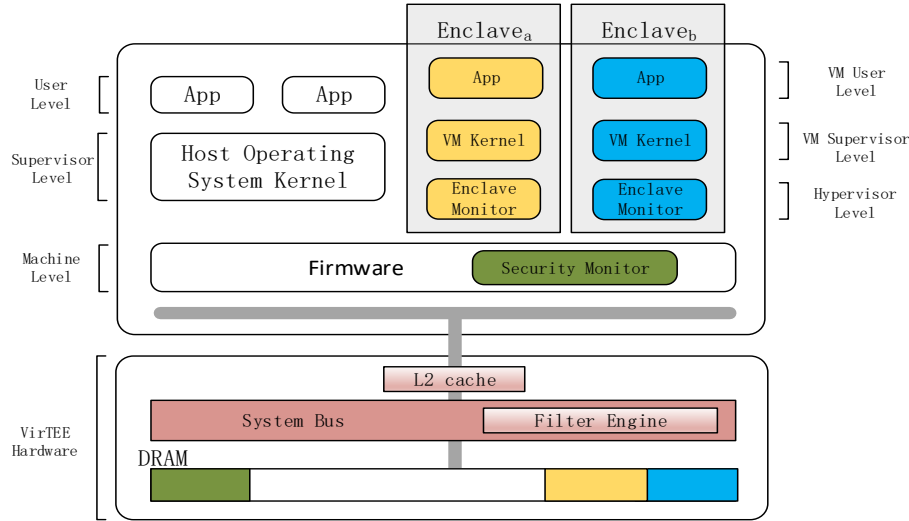 Enclaveₐ
Enclave_b
User
Level
App
App
App
App
VM User
Level
Supervisor
Level
Host Operating
System Kernel
VM Kernel
VM Kernel
VM Supervisor
Level
Enclave
Monitor
Enclave
Monitor
Hypervisor
Level
Machine
Level
Firmware
Security Monitor
L2 cache
VirTEE
Hardware
System Bus
Filter Engine
DRAM